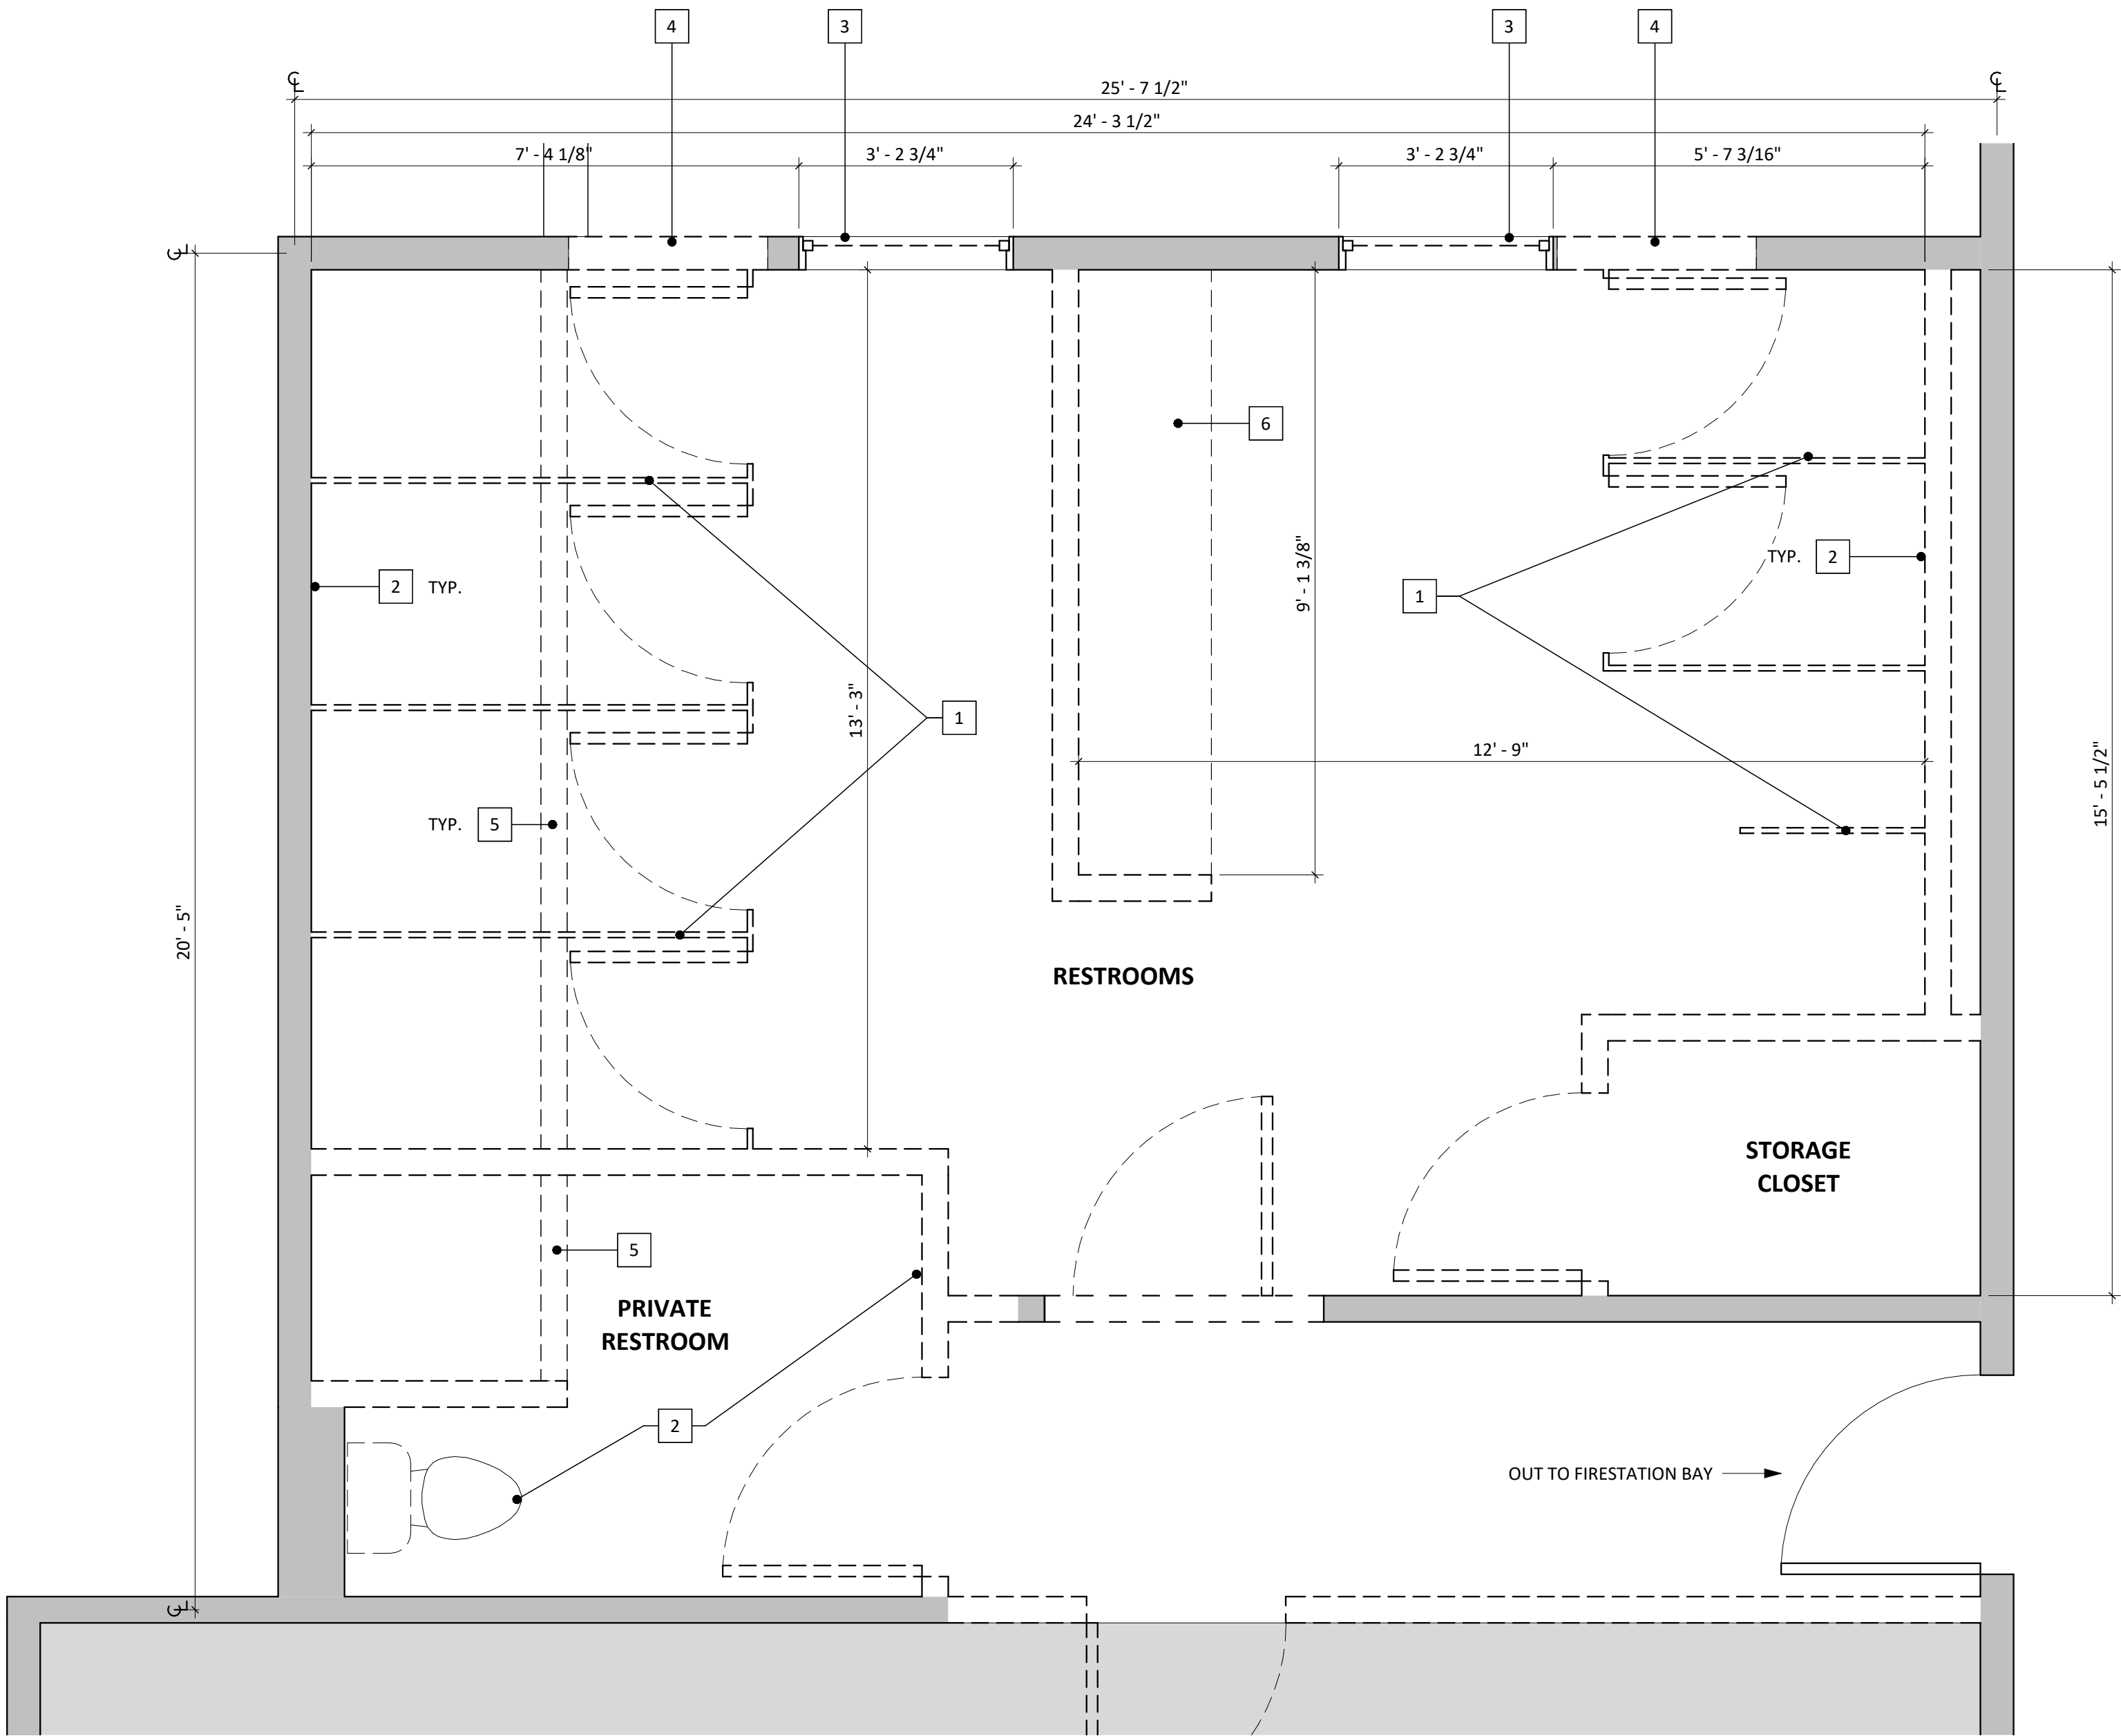 4
3
3
4
25' - 7 1/2"
24' - 3 1/2"
7' - 4 1/8"
3' - 2 3/4"
3' - 2 3/4"
5' - 7 3/16"
6
9' - 1 3/8"
2 TYP.
TYP. 2
1
13' - 3"
1
12' - 9"
15' - 5 1/2"
TYP. 5
20' - 5"
RESTROOMS
STORAGE
CLOSET
5
PRIVATE
RESTROOM
2
OUT TO FIRESTATION BAY